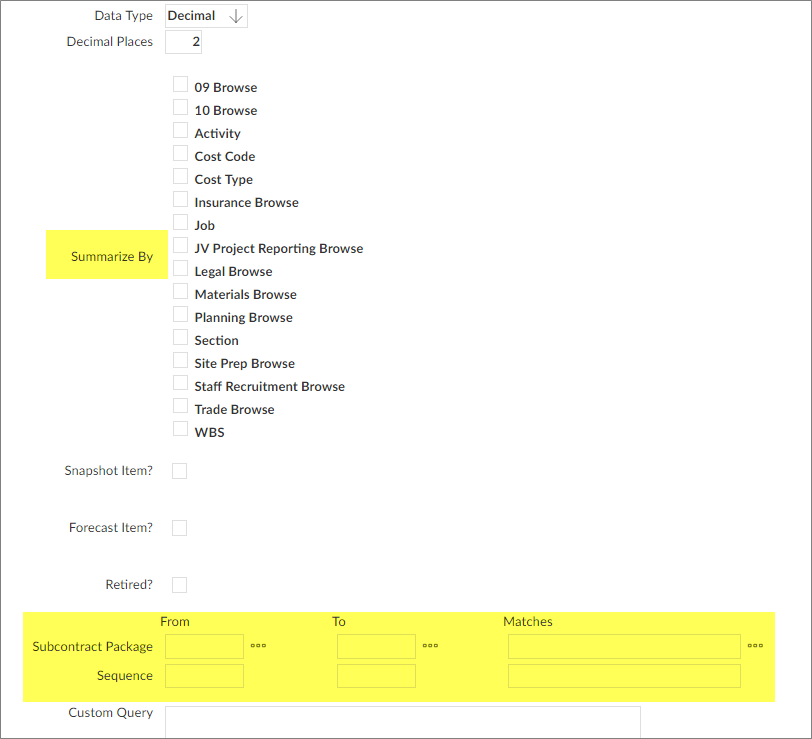 Data Type Decimal
Decimal Places 2
09 Browse
10 Browse
Activity
Cost Code
Cost Type
Insurance Browse
Job
JV Project Reporting Browse
Summarize By
Legal Browse
Materials Browse
Planning Browse
Section
Site Prep Browse
Staff Recruitment Browse
Trade Browse
WBS
Snapshot Item?
Forecast Item?
Retired?
From To Matches
Subcontract Package
Sequence
Custom Query